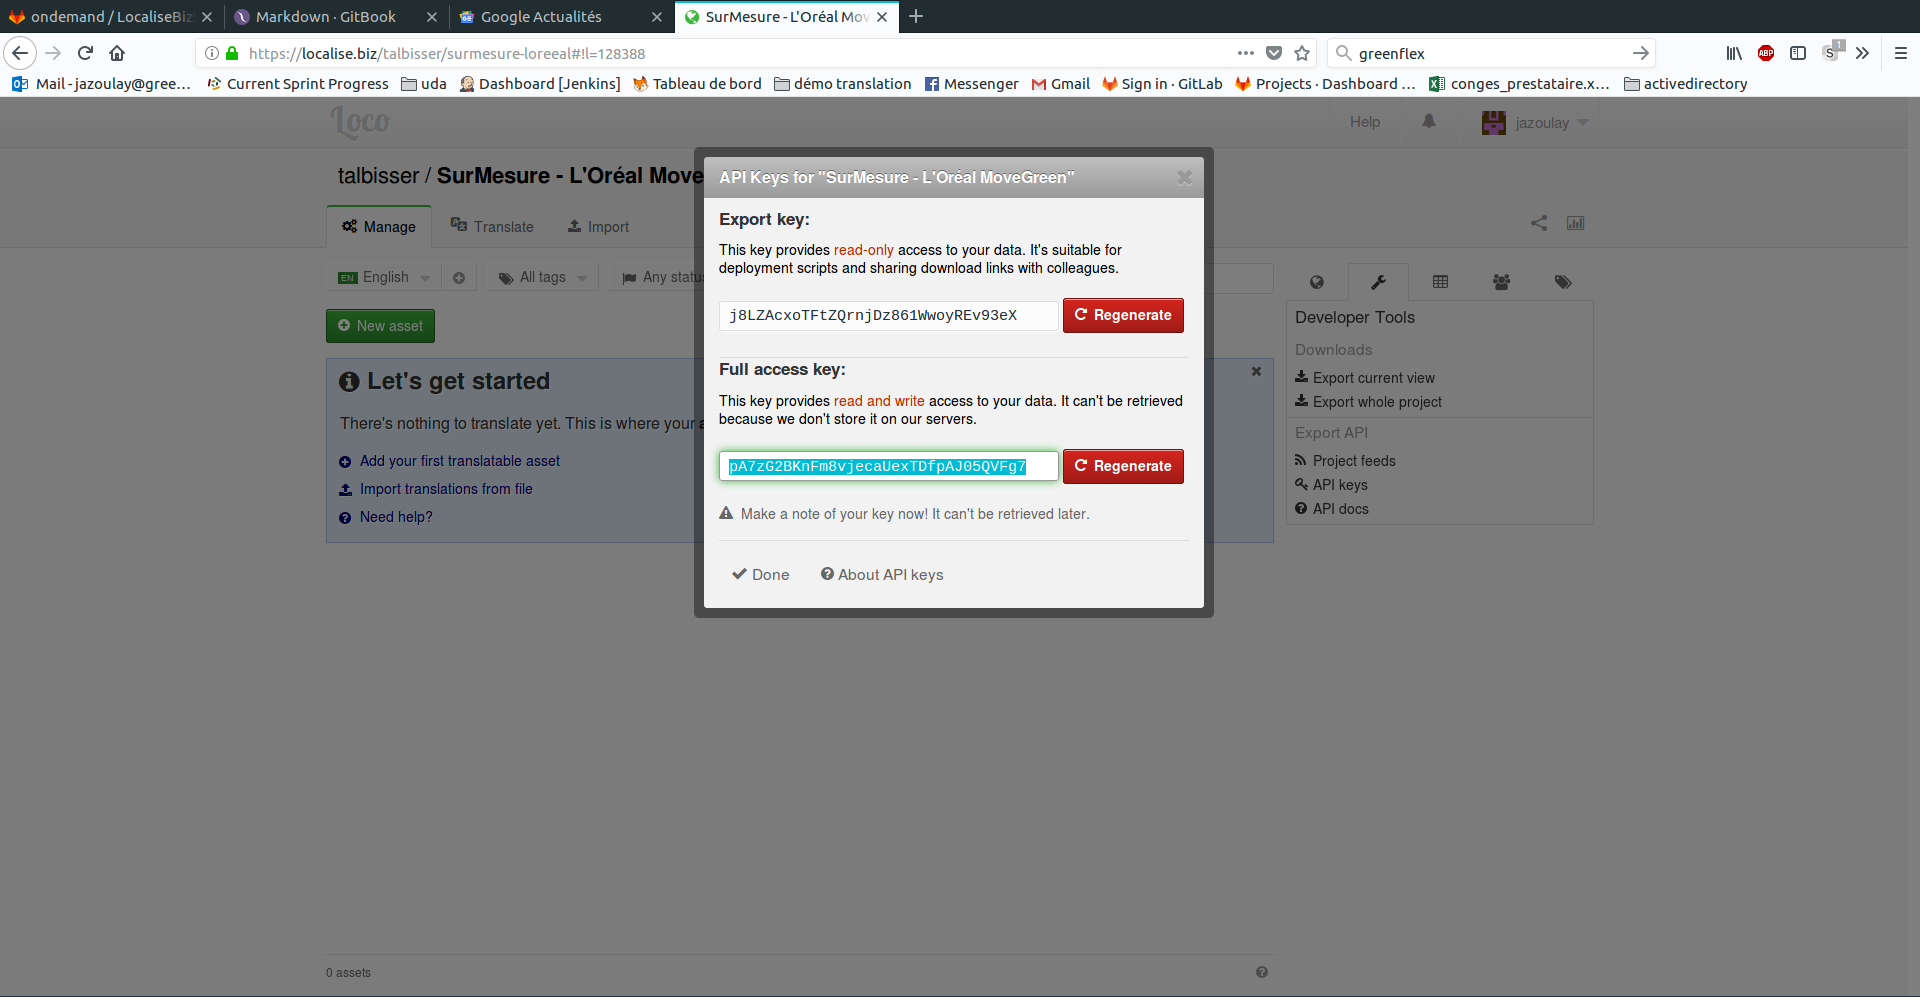 ondemand / LocaliseBiz
Markdown · GitBook
Google Actualités
SurMesure - L'Oréal Mov
https://localise.biz/talbisser/surmesure-loreeal#!l=128388
greenflex
ABP
S
1
Mail - jazoulay@gree...
Current Sprint Progress
uda
Dashboard [Jenkins]
Tableau de bord
démo translation
Messenger
Gmail
Sign in · GitLab
Projects · Dashboard ...
conges_prestataire.x...
activedirectory
Loco
Help
jazoulay
talbisser / SurMesure - L'Oréal Move
Manage
Translate
Import
EN English
All tags
Any statu
New asset
Let's get started
There's nothing to translate yet. This is where your a
Add your first translatable asset
Import translations from file
Need help?
API Keys for "SurMesure - L'Oréal MoveGreen"
Export key:
This key provides read-only access to your data. It's suitable for
deployment scripts and sharing download links with colleagues.
j8LZAcxoTFtZQrnjDz861WwoyREv93eX
Regenerate
Full access key:
This key provides read and write access to your data. It can't be retrieved
because we don't store it on our servers.
pA7zG2BKnFm8vjecaUexTDfpAJ05QVFg7
Regenerate
Make a note of your key now! It can't be retrieved later.
Done
About API keys
Developer Tools
Downloads
Export current view
Export whole project
Export API
Project feeds
API keys
API docs
0 assets